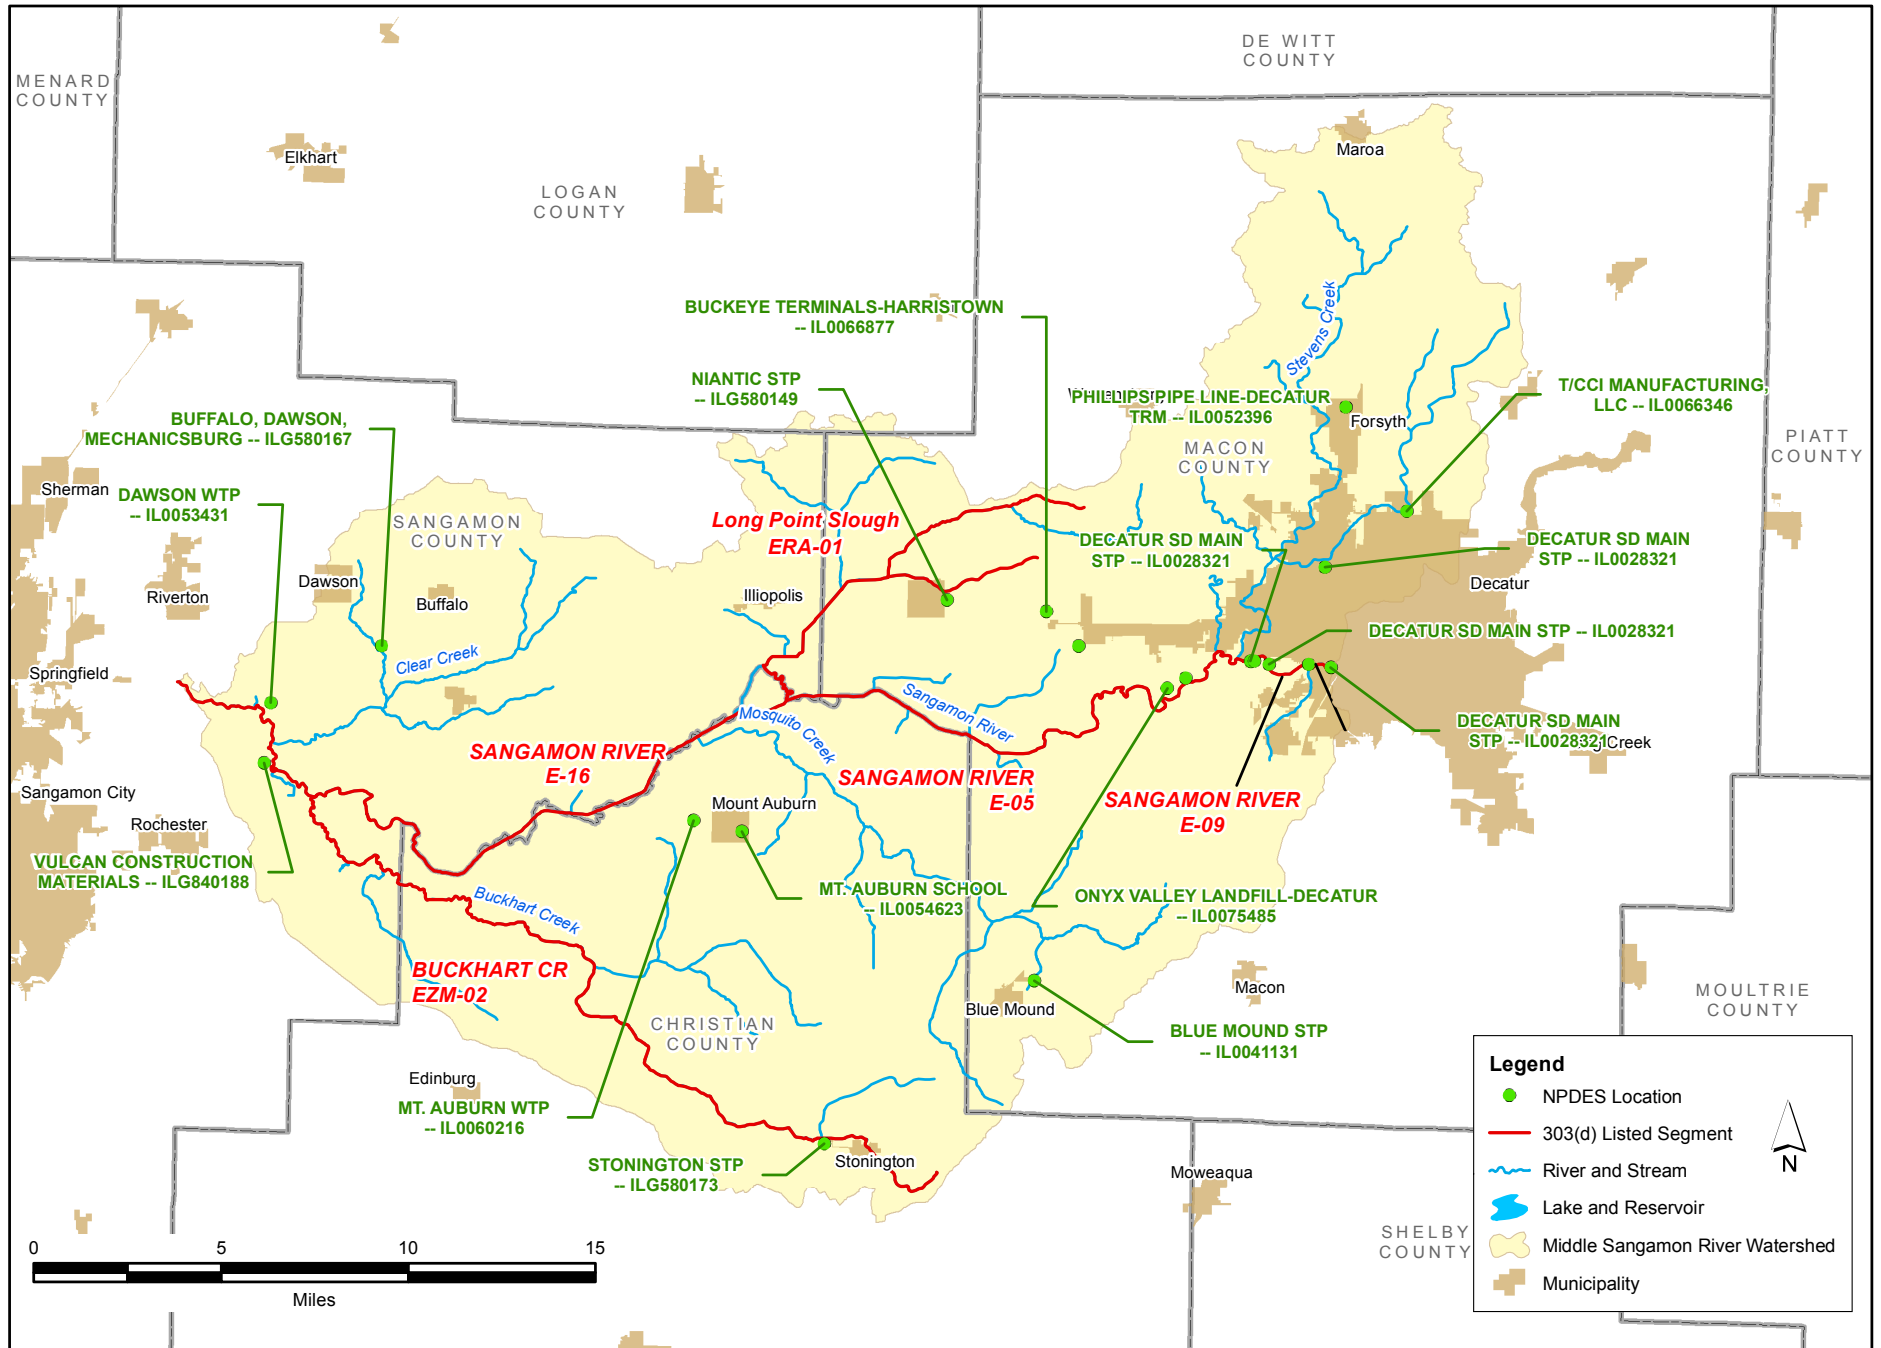 DE WITT
COUNTY
MENARD
COUNTY
Elkhart
Maroa
LOGAN
COUNTY
Stevens Creek
BUCKEYE TERMINALS-HARRISTOWN
-- IL0066877
NIANTIC STP
-- ILG580149
PHILLIPS PIPE LINE-DECATUR
TRM -- IL0052396
T/CCI MANUFACTURING,
LLC -- IL0066346
BUFFALO, DAWSON,
MECHANICSBURG -- ILG580167
Forsyth
MACON
COUNTY
PIATT
COUNTY
Sherman
DAWSON WTP
-- IL0053431
SANGAMON
COUNTY
Long Point Slough
ERA-01
DECATUR SD MAIN
STP -- IL0028321
DECATUR SD MAIN
STP -- IL0028321
Riverton
Dawson
Buffalo
Illiopolis
Decatur
DECATUR SD MAIN STP -- IL0028321
Clear Creek
Springfield
Sangamon River
Mosquito Creek
DECATUR SD MAIN
STP -- IL0028321
Creek
SANGAMON RIVER
E-16
SANGAMON RIVER
E-05
SANGAMON RIVER
E-09
Sangamon City
Rochester
Mount Auburn
VULCAN CONSTRUCTION
MATERIALS -- ILG840188
MT. AUBURN SCHOOL
-- IL0054623
ONYX VALLEY LANDFILL-DECATUR
-- IL0075485
Buckhart Creek
BUCKHART CR
EZM-02
Macon
Blue Mound
MOULTRIE
COUNTY
CHRISTIAN
COUNTY
BLUE MOUND STP
-- IL0041131
Edinburg
MT. AUBURN WTP
-- IL0060216
STONINGTON STP
-- ILG580173
Stonington
Moweaqua
SHELBY
COUNTY
Legend
NPDES Location
303(d) Listed Segment
River and Stream
Lake and Reservoir
Middle Sangamon River Watershed
Municipality
N
0 5 10 15
Miles